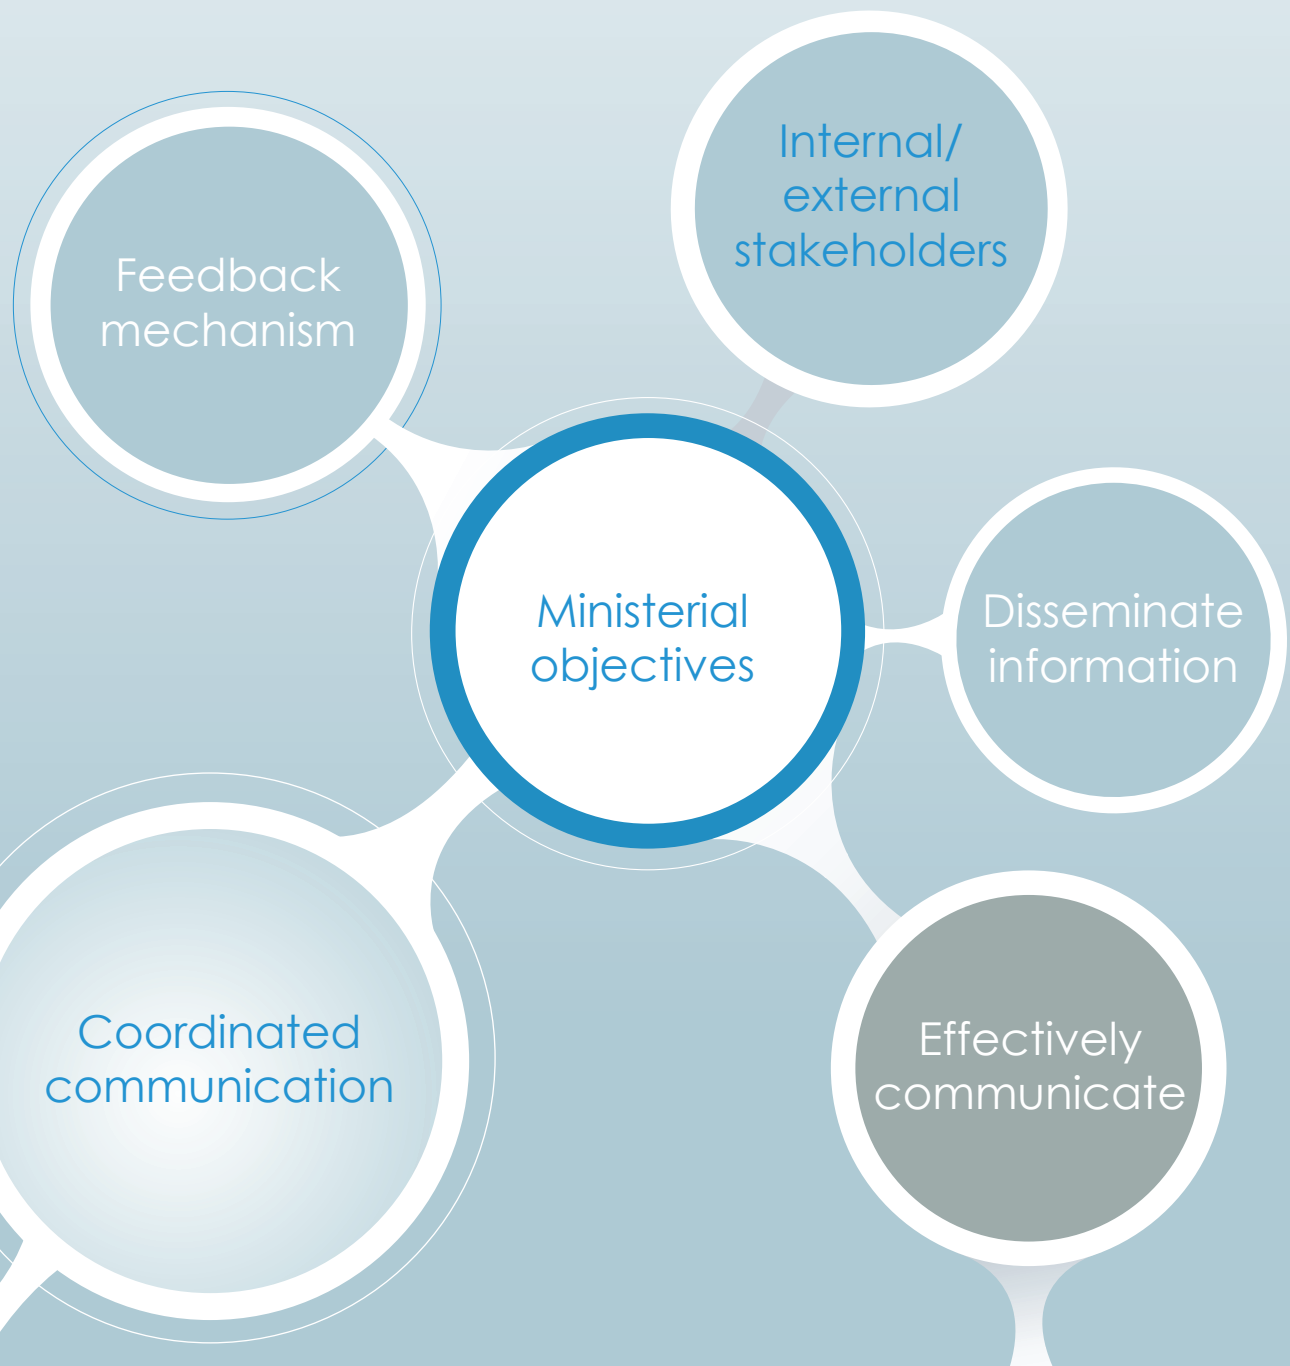 Internal/
external
stakeholders
Feedback
mechanism
Ministerial
objectives
Disseminate
information
Coordinated
communication
Effectively
communicate